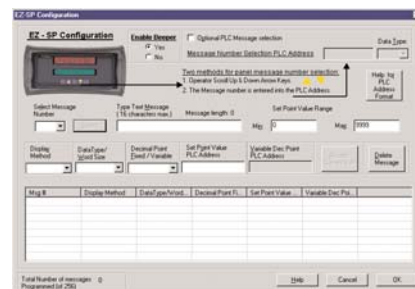 EZ-SP Configuration
EZ - SP Configuration
Enable Beeper
Yes
No
Optional PLC Message selection
Message Number Selection PLC Address
Data Type
Two methods for panel message number selection:
1. Operator Scroll Up & Down Arrow Keys.
2. The Message number is entered into the PLC Address.
Help for PLC Address Format
Select Message Number
Type Text Message (16 characters max.)
Message length: 0
Set Point Value Range
Min: 0
Max: 9999
Display Method
DataType/ Word Size
Decimal Point Fixed / Variable
Set Point Value PLC Address
Variable Dec Point PLC Address
Delete Message
Msg #
Display Method
DataType/Word...
Decimal Point Fi...
Set Point Value ...
Variable Dec Poi...
Total Number of messages 0
Programmed (of 256)
Help
Cancel
OK